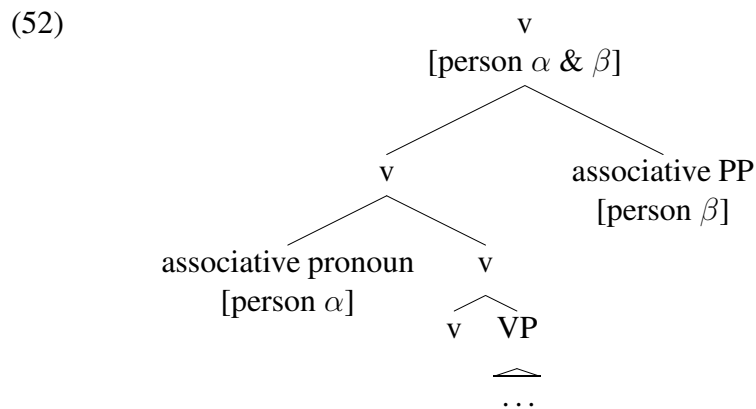 (52)
v
[person α & β]
v associative PP
[person β]
associative pronoun v
[person α]
v VP
...